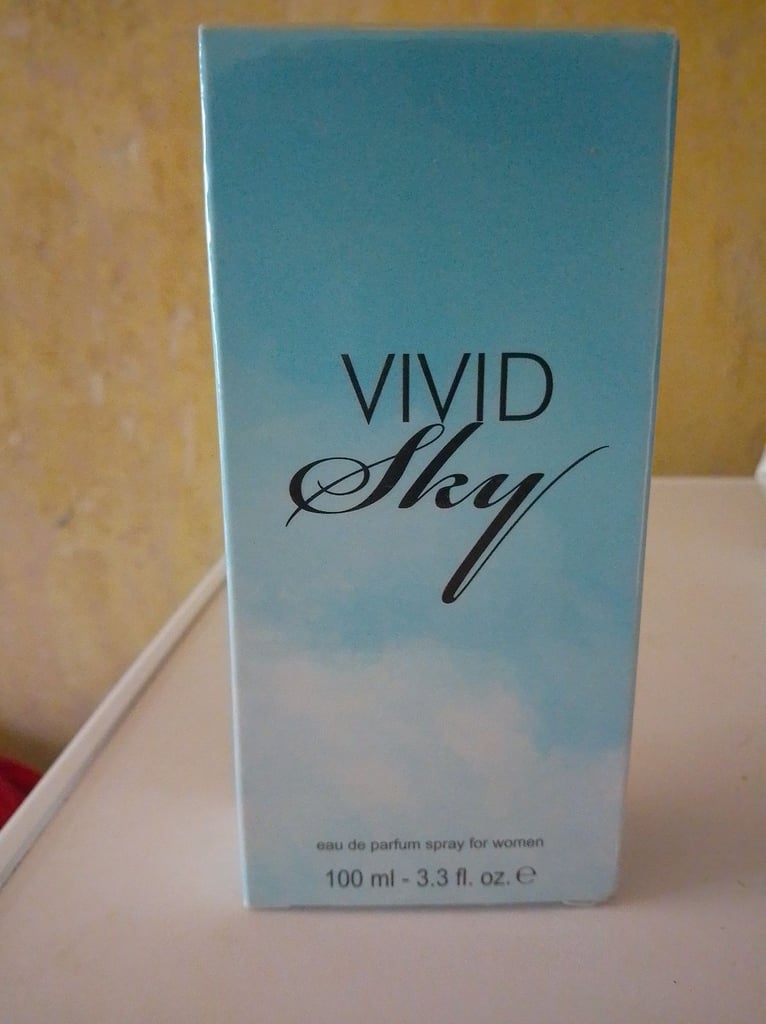 VIVID
Sky
eau de parfum spray for women
100 ml - 3.3 fl. oz. ℮